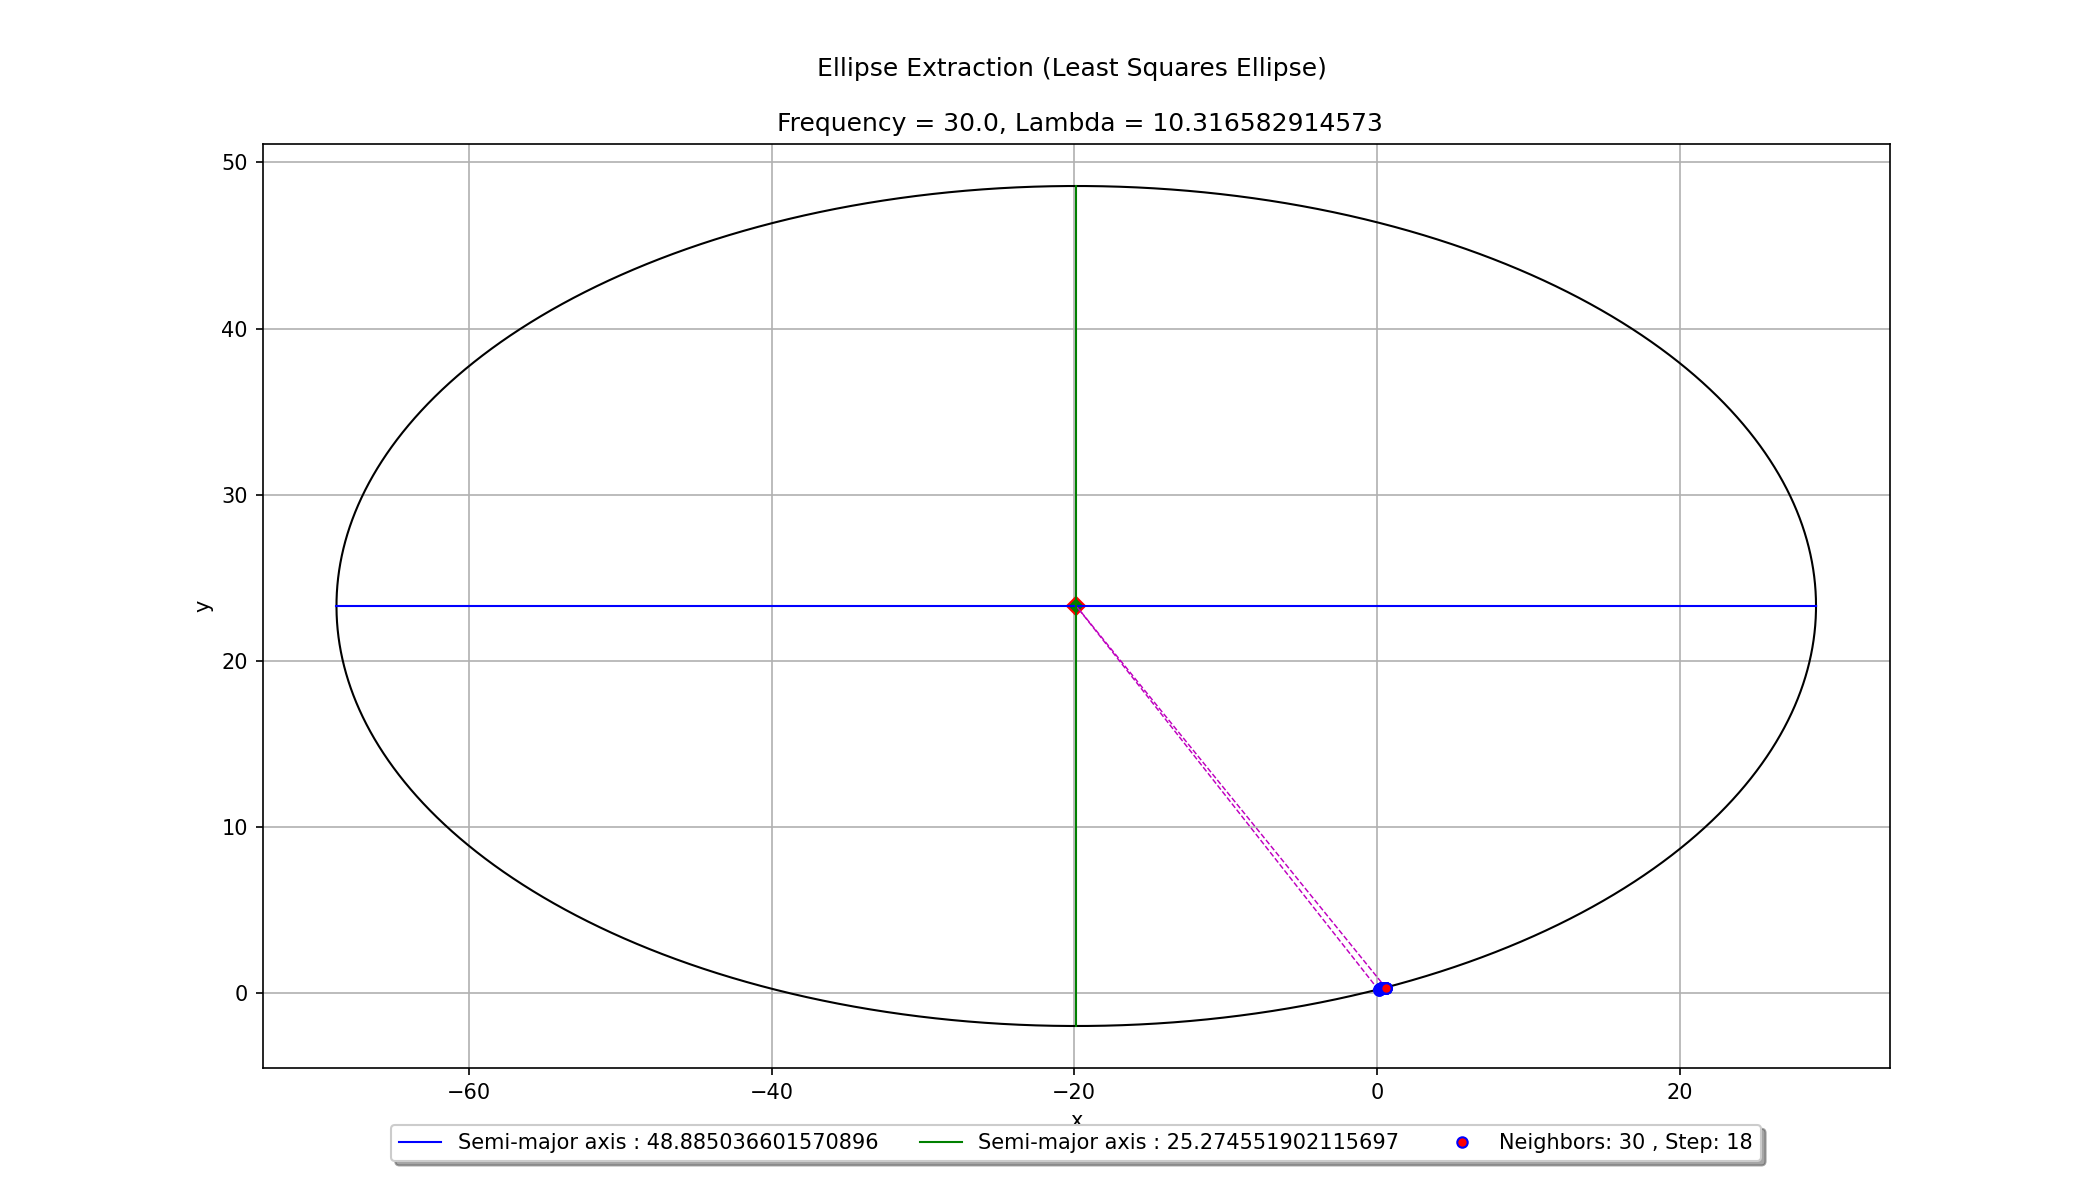 Ellipse Extraction (Least Squares Ellipse)
Frequency = 30.0, Lambda = 10.316582914573
50
40
30
20
10
0
y
−60
−40
−20
0
20
x
Semi-major axis : 48.885036601570896
Semi-major axis : 25.274551902115697
Neighbors: 30 , Step: 18